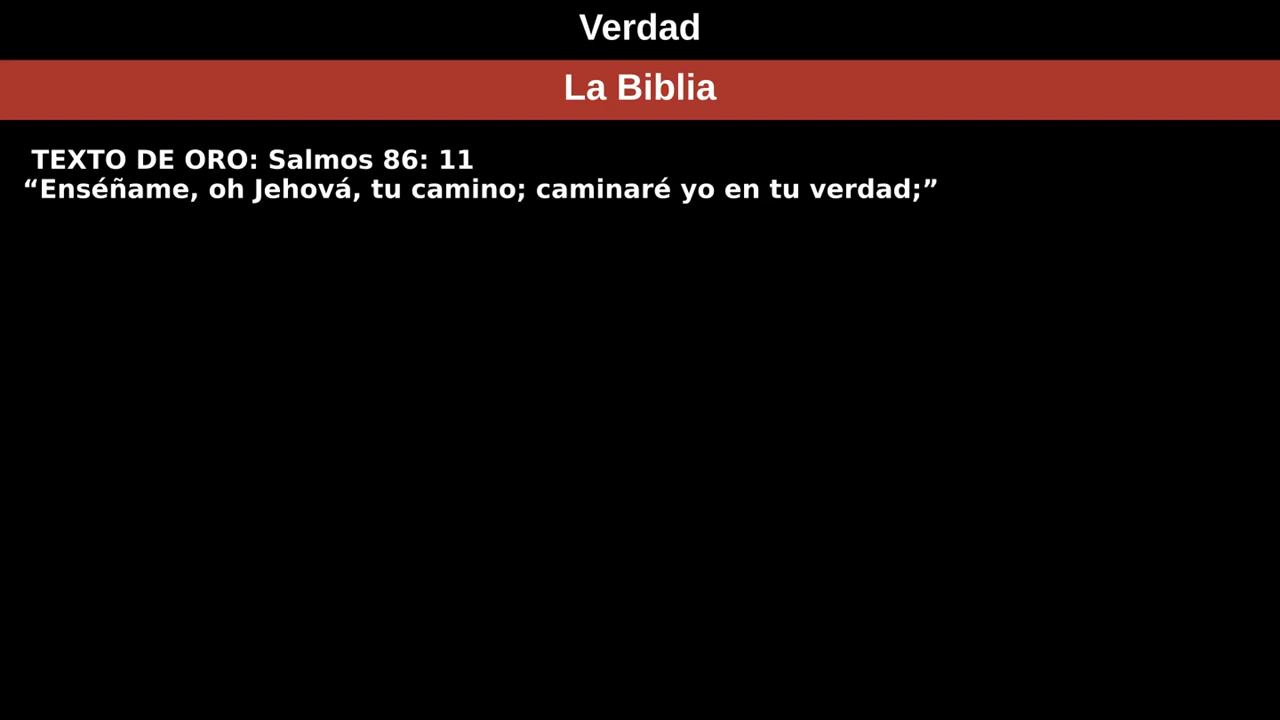 Verdad
La Biblia
TEXTO DE ORO: Salmos 86: 11
“Enséñame, oh Jehová, tu camino; caminaré yo en tu verdad;”